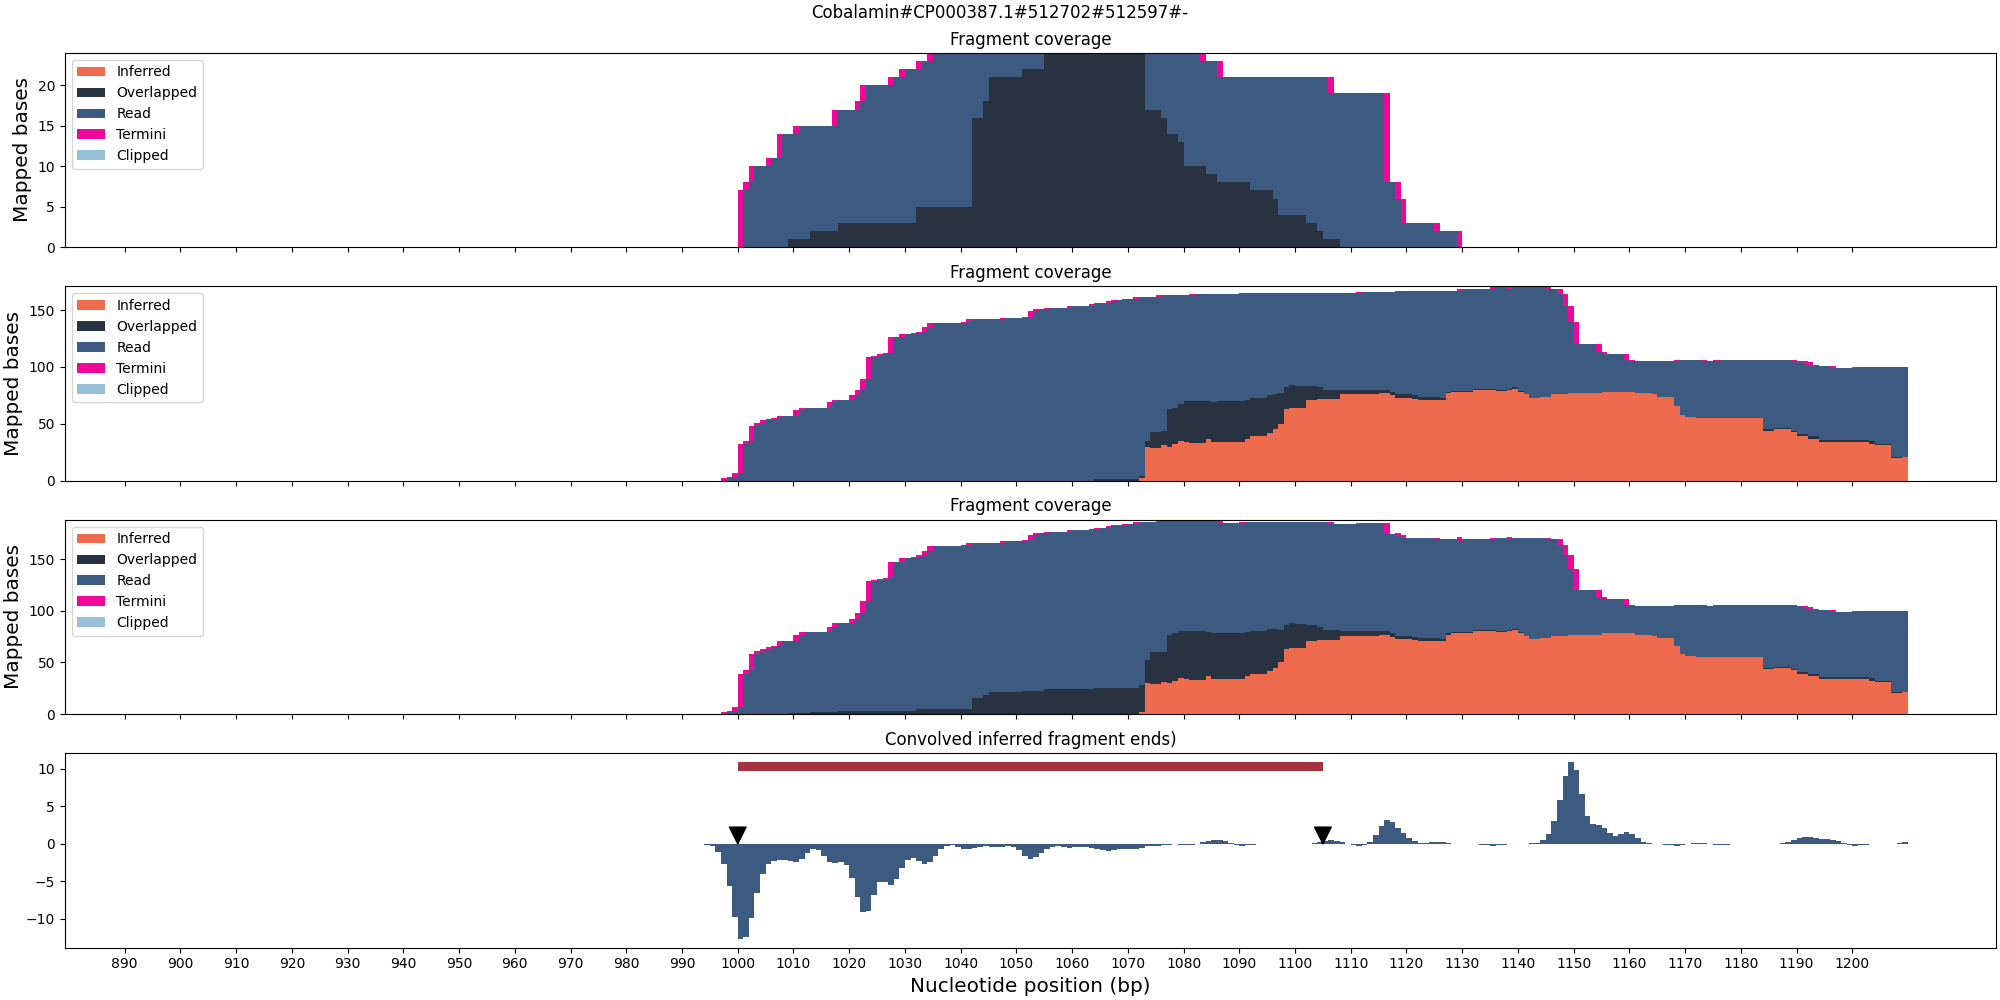 Cobalamin#CP000387.1#512702#512597#-
Fragment coverage
Mapped bases
20
15
10
5
0
Inferred
Overlapped
Read
Termini
Clipped
Fragment coverage
Mapped bases
150
100
50
0
Inferred
Overlapped
Read
Termini
Clipped
Fragment coverage
Mapped bases
150
100
50
0
Inferred
Overlapped
Read
Termini
Clipped
Convolved inferred fragment ends)
10
5
0
−5
−10
890 900 910 920 930 940 950 960 970 980 990 1000 1010 1020 1030 1040 1050 1060 1070 1080 1090 1100 1110 1120 1130 1140 1150 1160 1170 1180 1190 1200
Nucleotide position (bp)